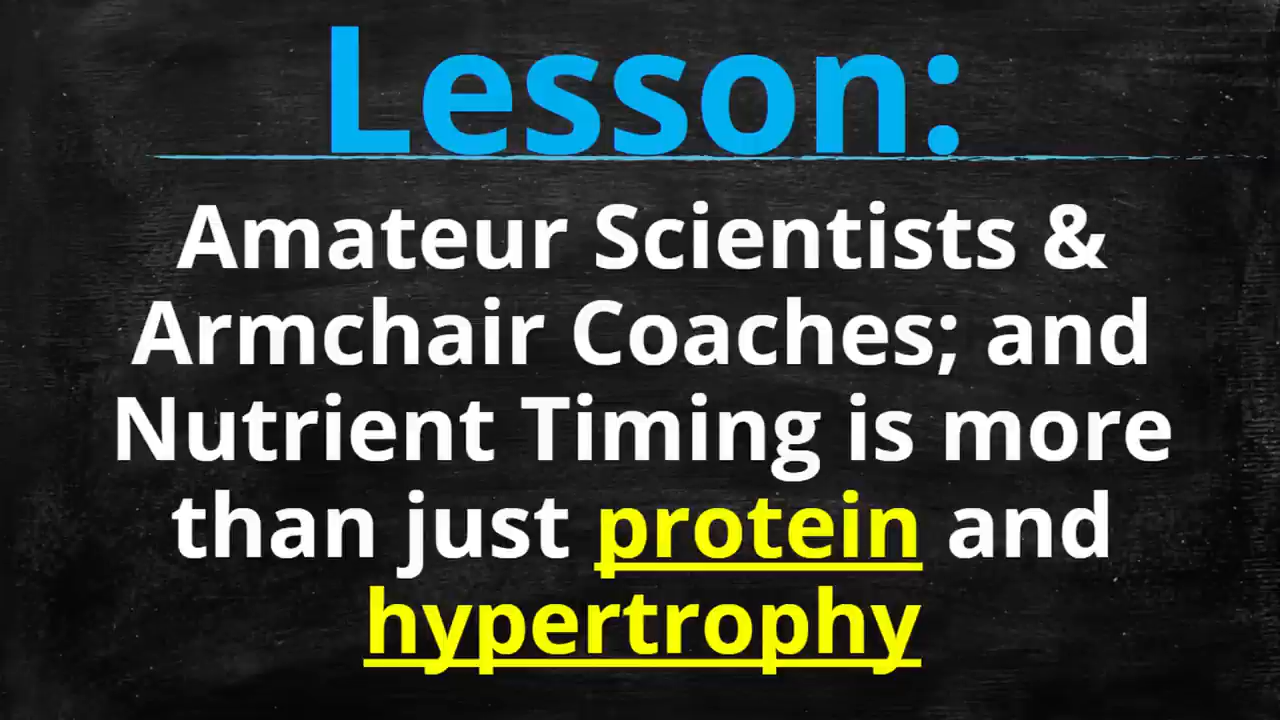 Lesson:
Amateur Scientists &
Armchair Coaches; and
Nutrient Timing is more
than just protein and
hypertrophy